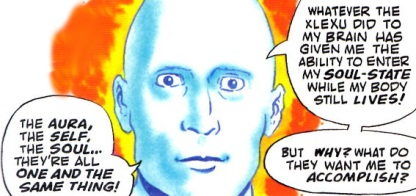 WHATEVER THE
XLEXU DID TO
MY BRAIN HAS
GIVEN ME THE
ABILITY TO ENTER
MY SOUL-STATE
WHILE MY BODY
STILL LIVES!
THE AURA,
THE SELF,
THE SOUL...
THEY'RE ALL
ONE AND THE
SAME THING!
BUT WHY? WHAT DO
THEY WANT ME TO
ACCOMPLISH?